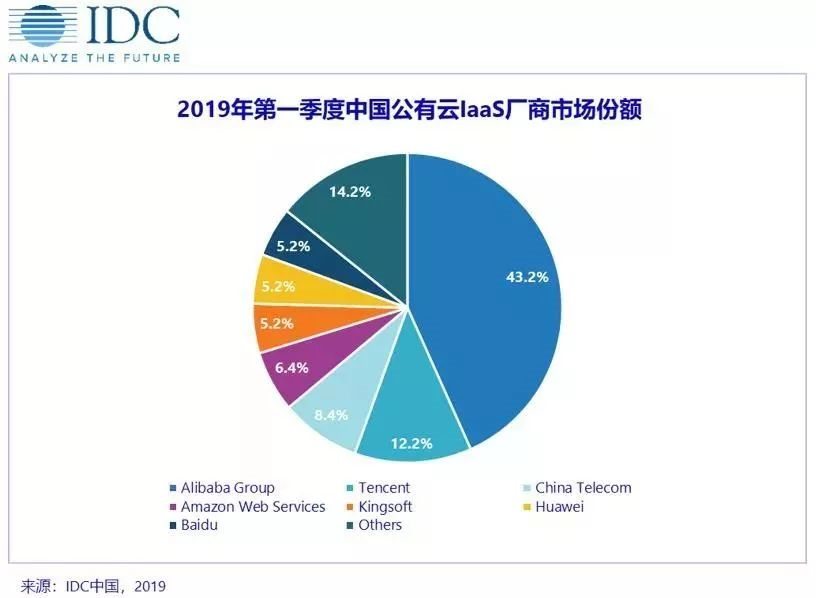 IDC
ANALYZE THE FUTURE
2019年第一季度中国公有云IaaS厂商市场份额
14.2%
5.2%
43.2%
5.2%
5.2%
6.4%
8.4%
12.2%
Alibaba Group Tencent China Telecom
Amazon Web Services Kingsoft Huawei
Baidu Others
来源：IDC中国，2019